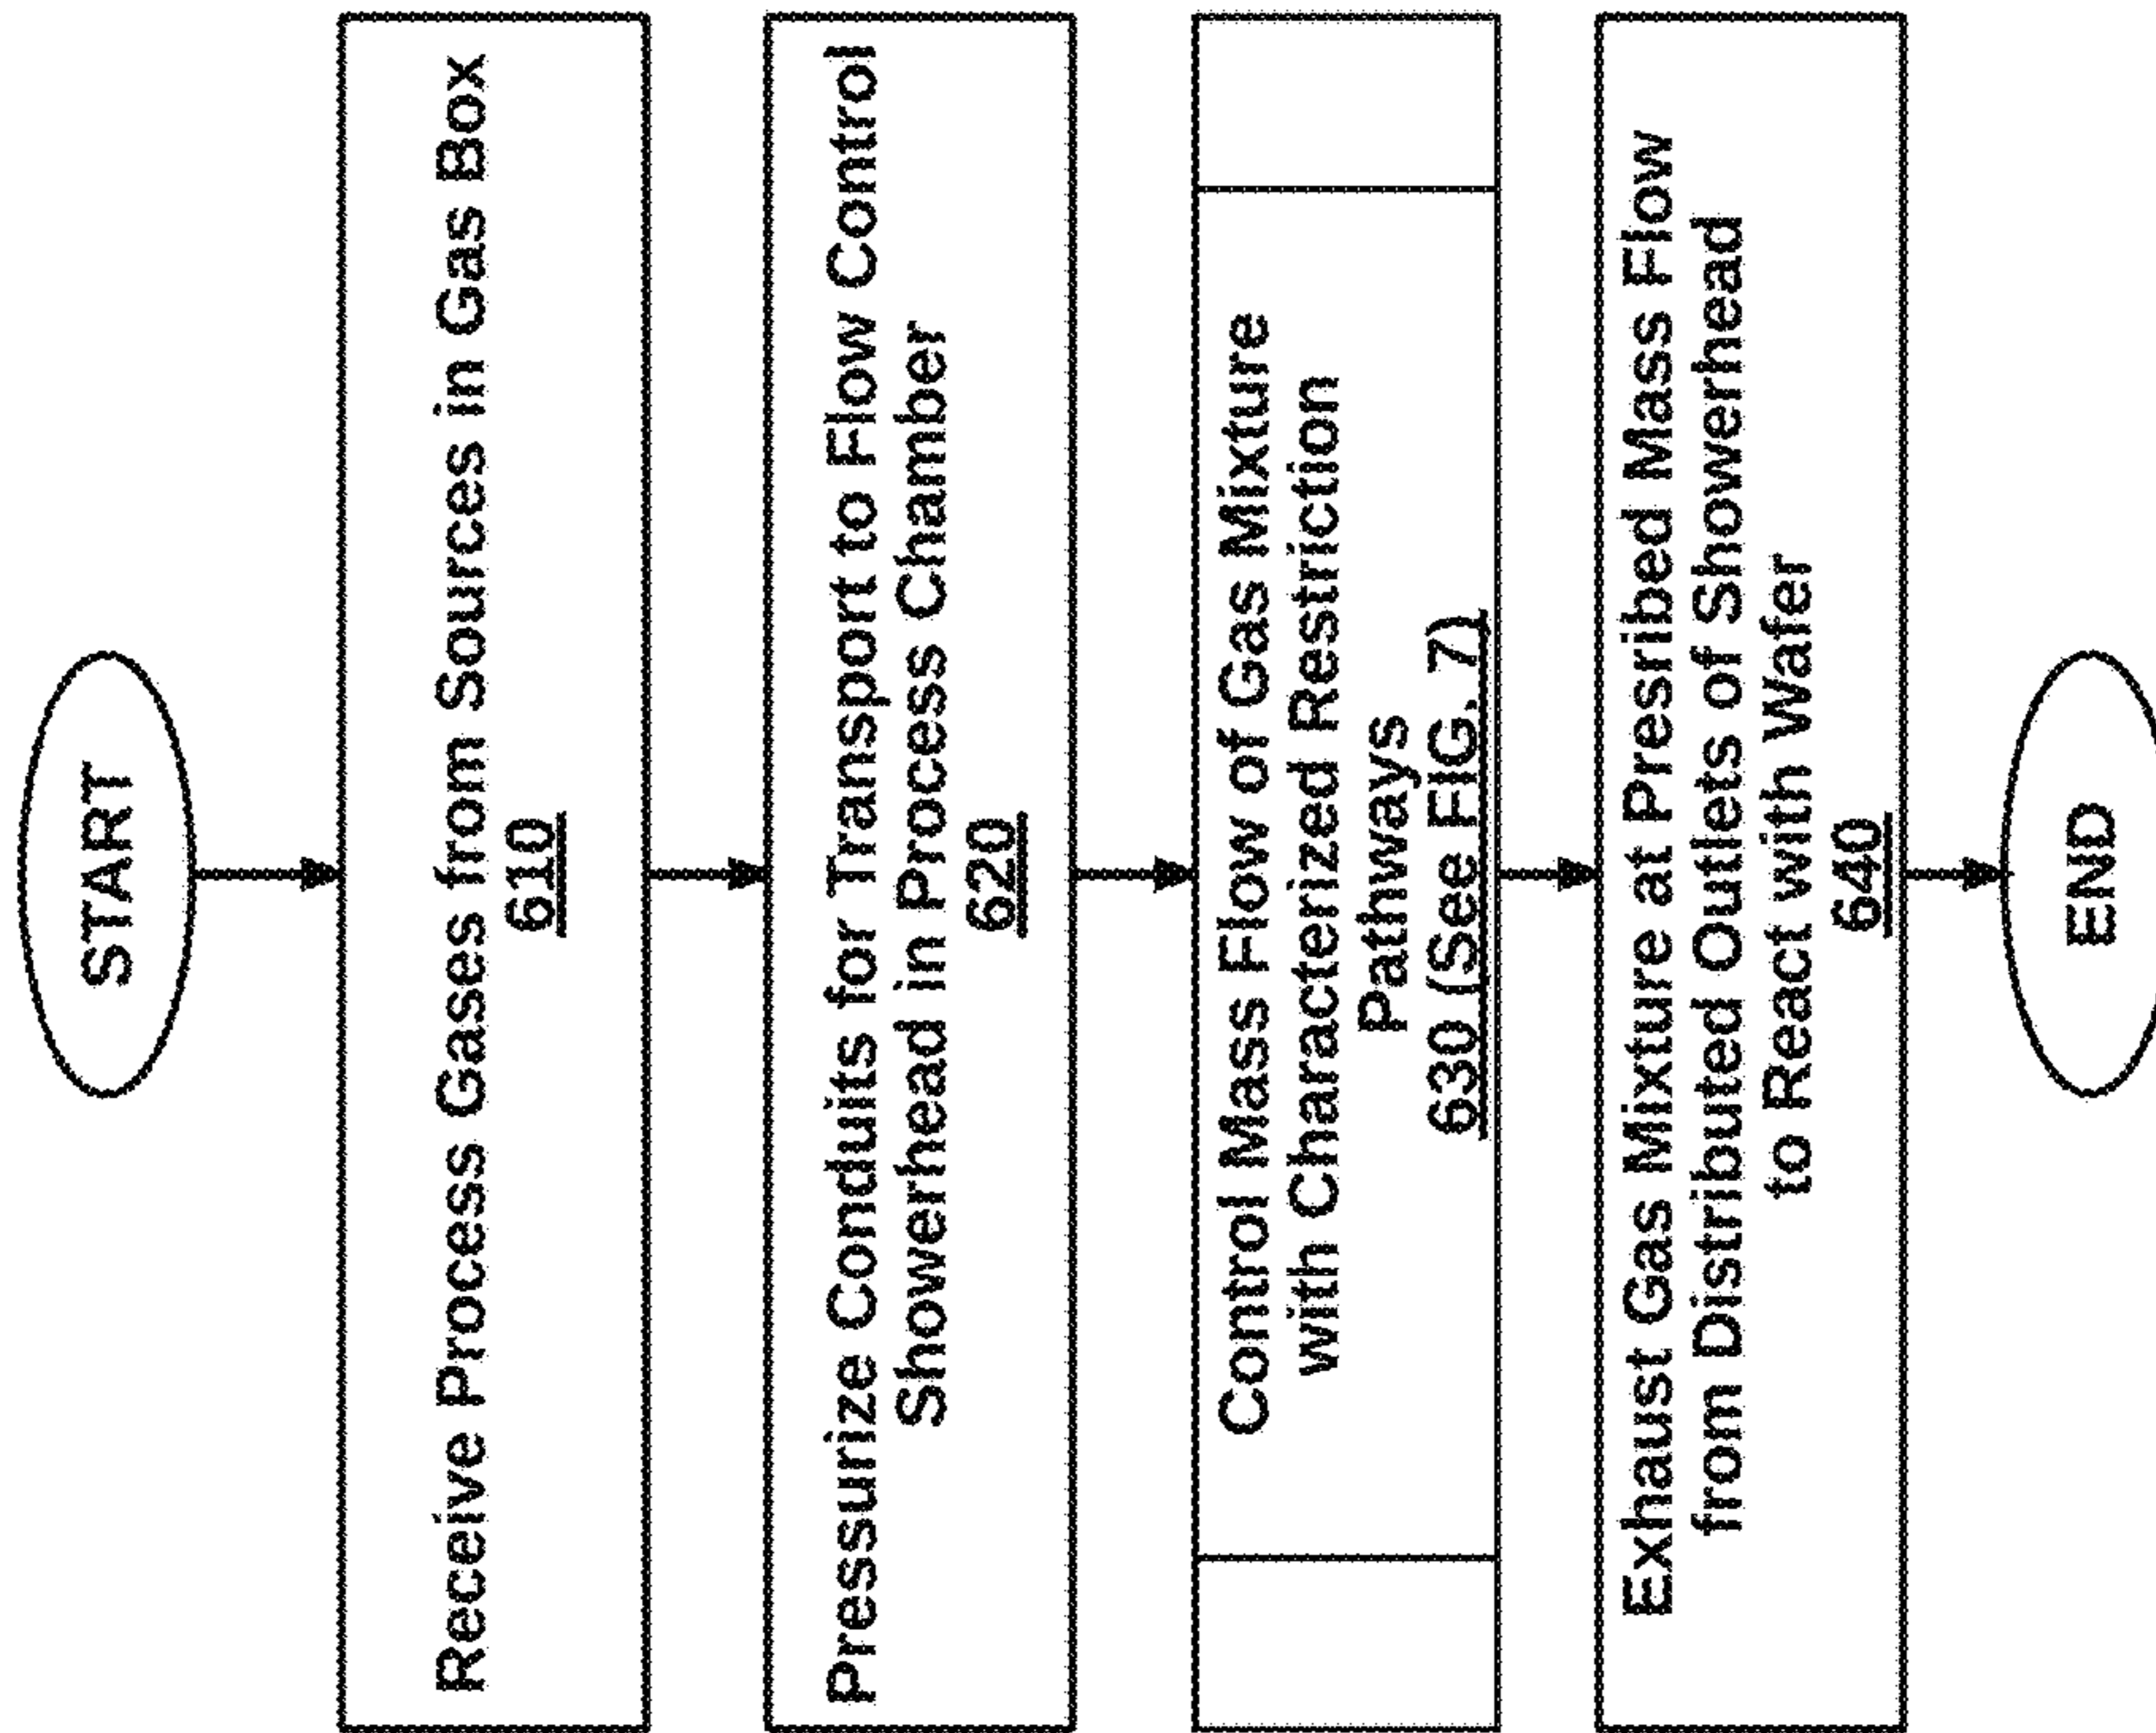 START
Receive Process Gases from Sources in Gas Box
610
Pressurize Conduits for Transport to Flow Control
Showerhead in Process Chamber
620
Control Mass Flow of Gas Mixture
with Characterized Restriction
Pathways
630 (See FIG. 7)
Exhaust Gas Mixture at Presribed Mass Flow
from Distributed Outlets of Showerhead
to React with Wafer
640
END